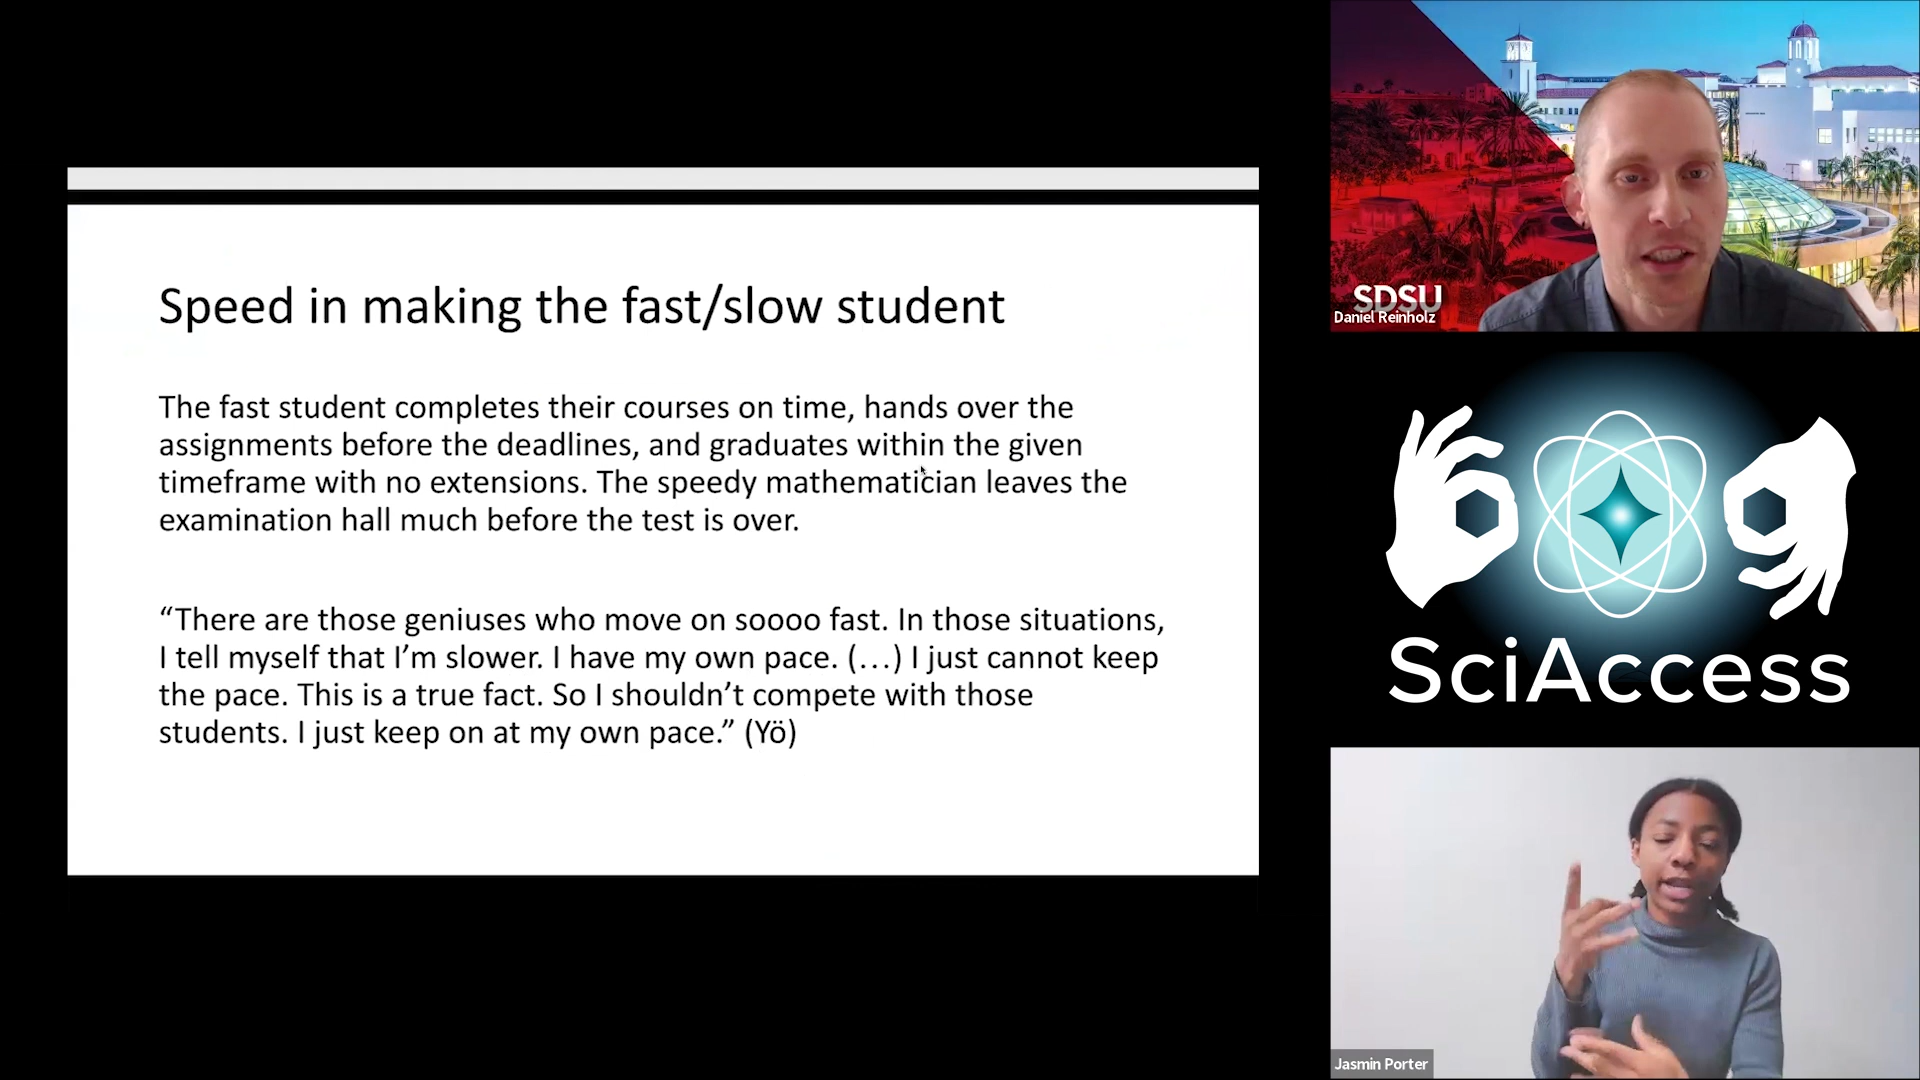 Speed in making the fast/slow student
The fast student completes their courses on time, hands over the
assignments before the deadlines, and graduates within the given
timeframe with no extensions. The speedy mathematician leaves the
examination hall much before the test is over.
“There are those geniuses who move on soooo fast. In those situations,
I tell myself that I’m slower. I have my own pace. (…) I just cannot keep
the pace. This is a true fact. So I shouldn’t compete with those
students. I just keep on at my own pace.” (Yö)
SDSU
Daniel Reinholz
SciAccess
Jasmin Porter